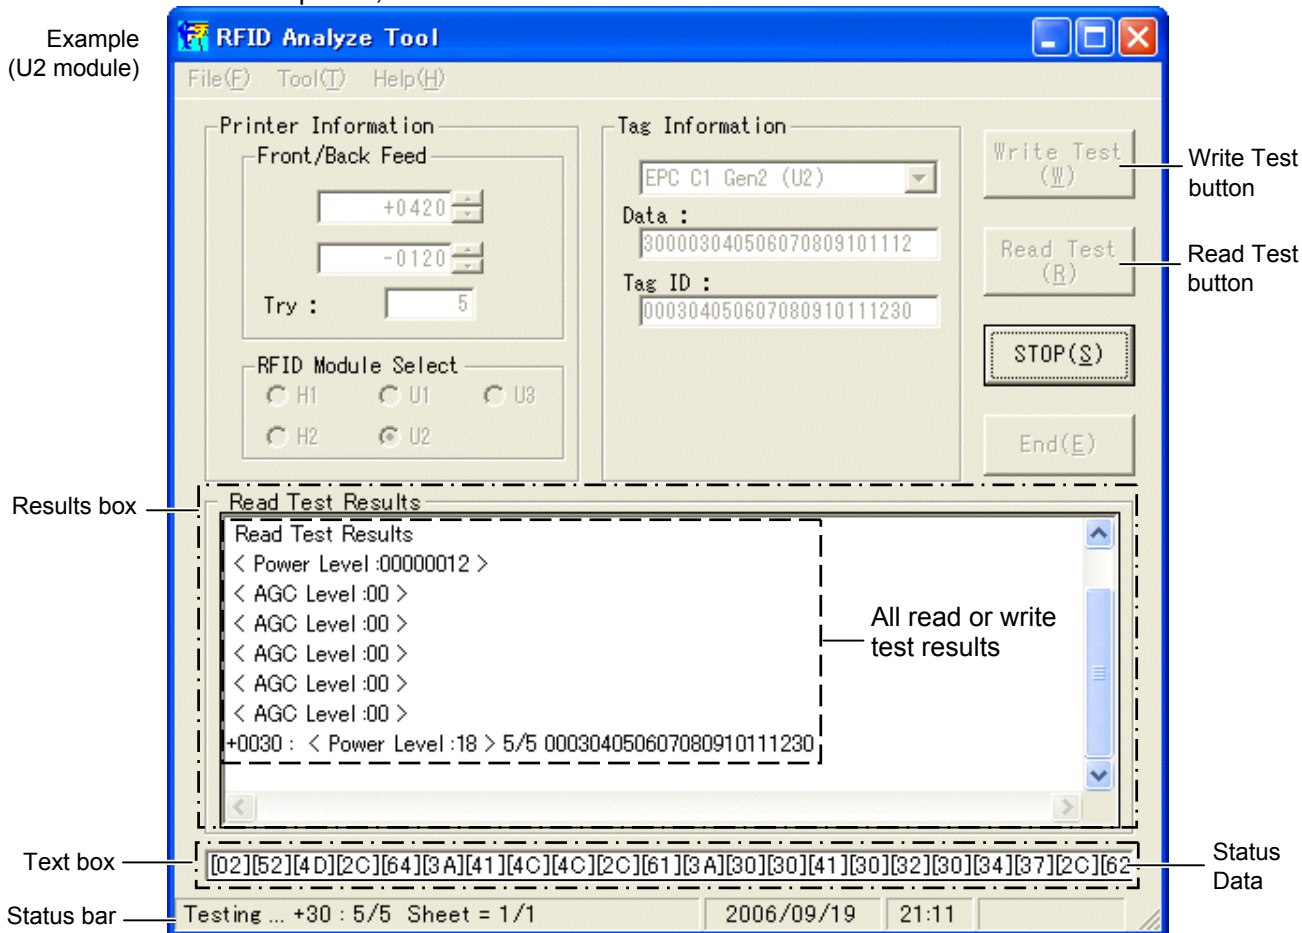 Example
(U2 module)
RFID Analyze Tool
File(F) Tool(T) Help(H)
Printer Information
Front/Back Feed
+0420
-0120
Try : 5
RFID Module Select
H1 U1 U3
H2 U2
Tag Information
EPC C1 Gen2 (U2)
Data :
300003040506070809101112
Tag ID :
000304050607080910111230
Write Test
(W)
Read Test
(R)
STOP(S)
End(E)
Write Test
button
Read Test
button
Results box
Read Test Results
Read Test Results
< Power Level :00000012 >
< AGC Level :00 >
< AGC Level :00 >
< AGC Level :00 >
< AGC Level :00 >
< AGC Level :00 >
+0030 : < Power Level :18 > 5/5 000304050607080910111230
All read or write
test results
Text box
[02][52][4D][2C][64][3A][41][4C][4C][2C][61][3A][30][30][41][30][32][30][34][37][2C][62
Status
Data
Status bar
Testing ... +30 : 5/5 Sheet = 1/1 2006/09/19 21:11